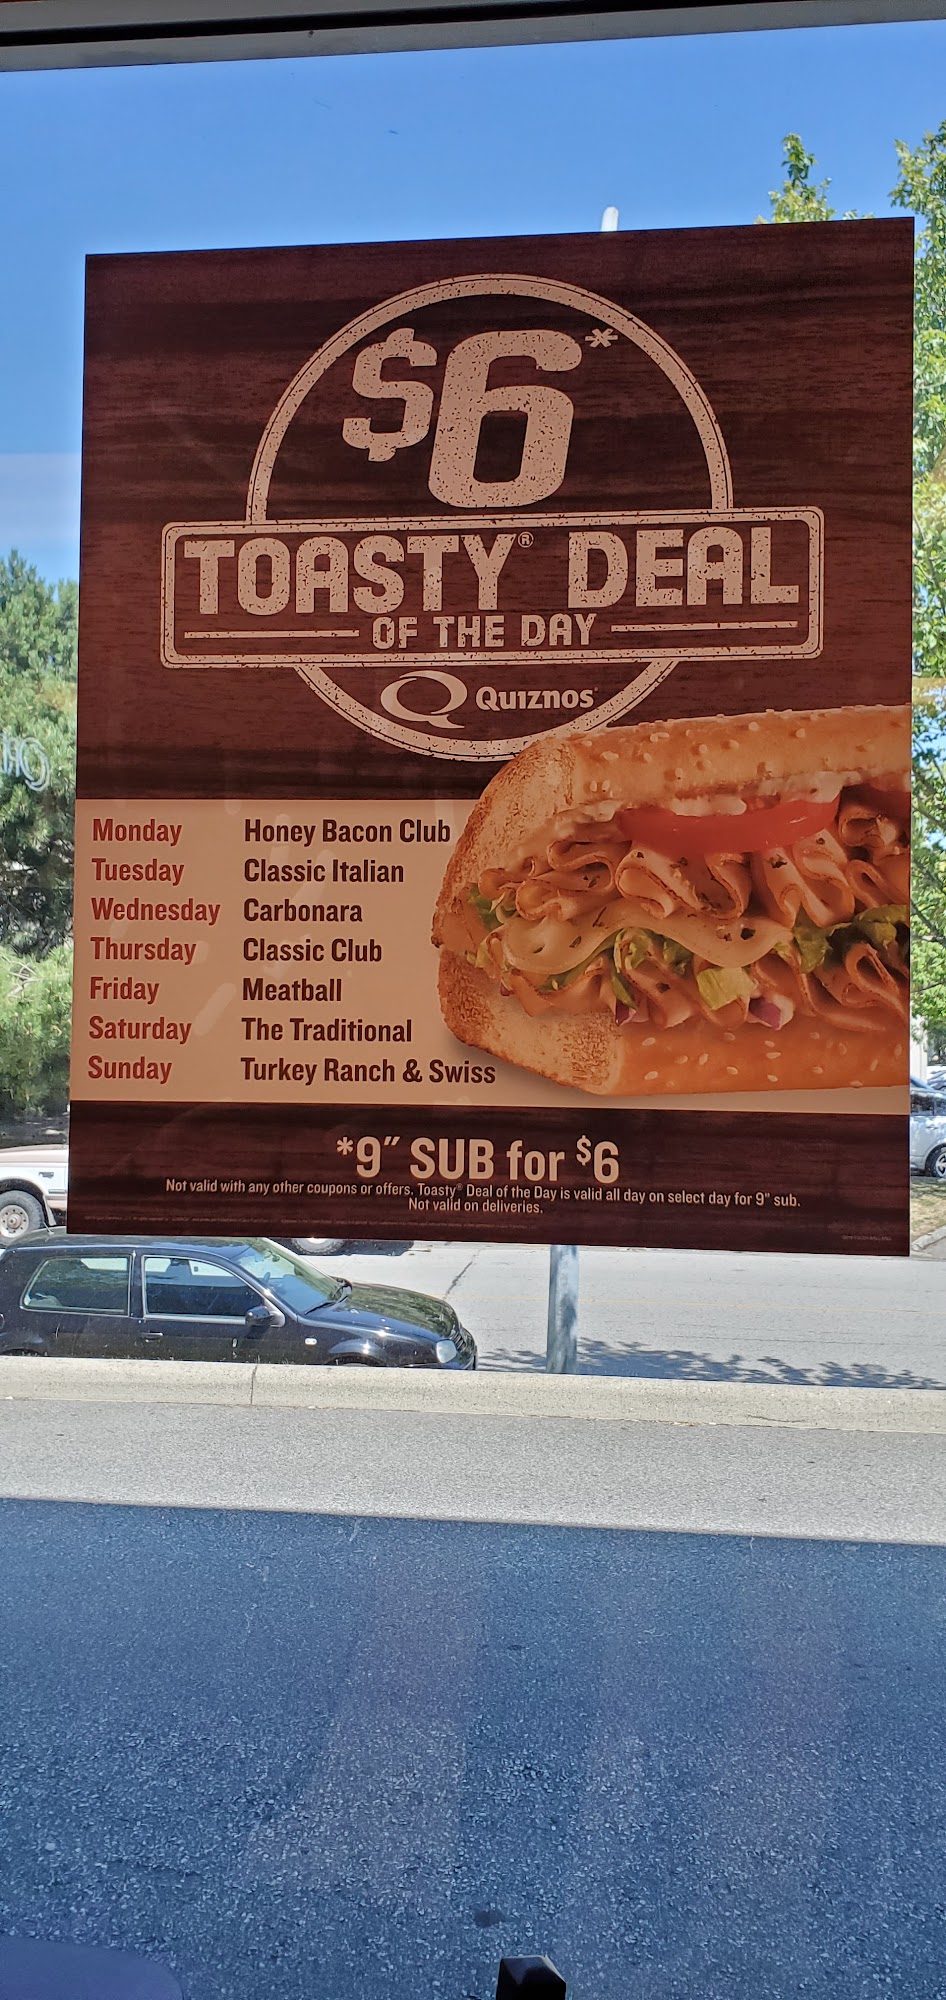 $6*
TOASTY® DEAL
OF THE DAY
QUIZNOS
Monday Honey Bacon Club
Tuesday Classic Italian
Wednesday Carbonara
Thursday Classic Club
Friday Meatball
Saturday The Traditional
Sunday Turkey Ranch & Swiss
*9" SUB for $6
Not valid with any other coupons or offers. Toasty® Deal of the Day is valid all day on select day for 9" sub.
Not valid on deliveries.